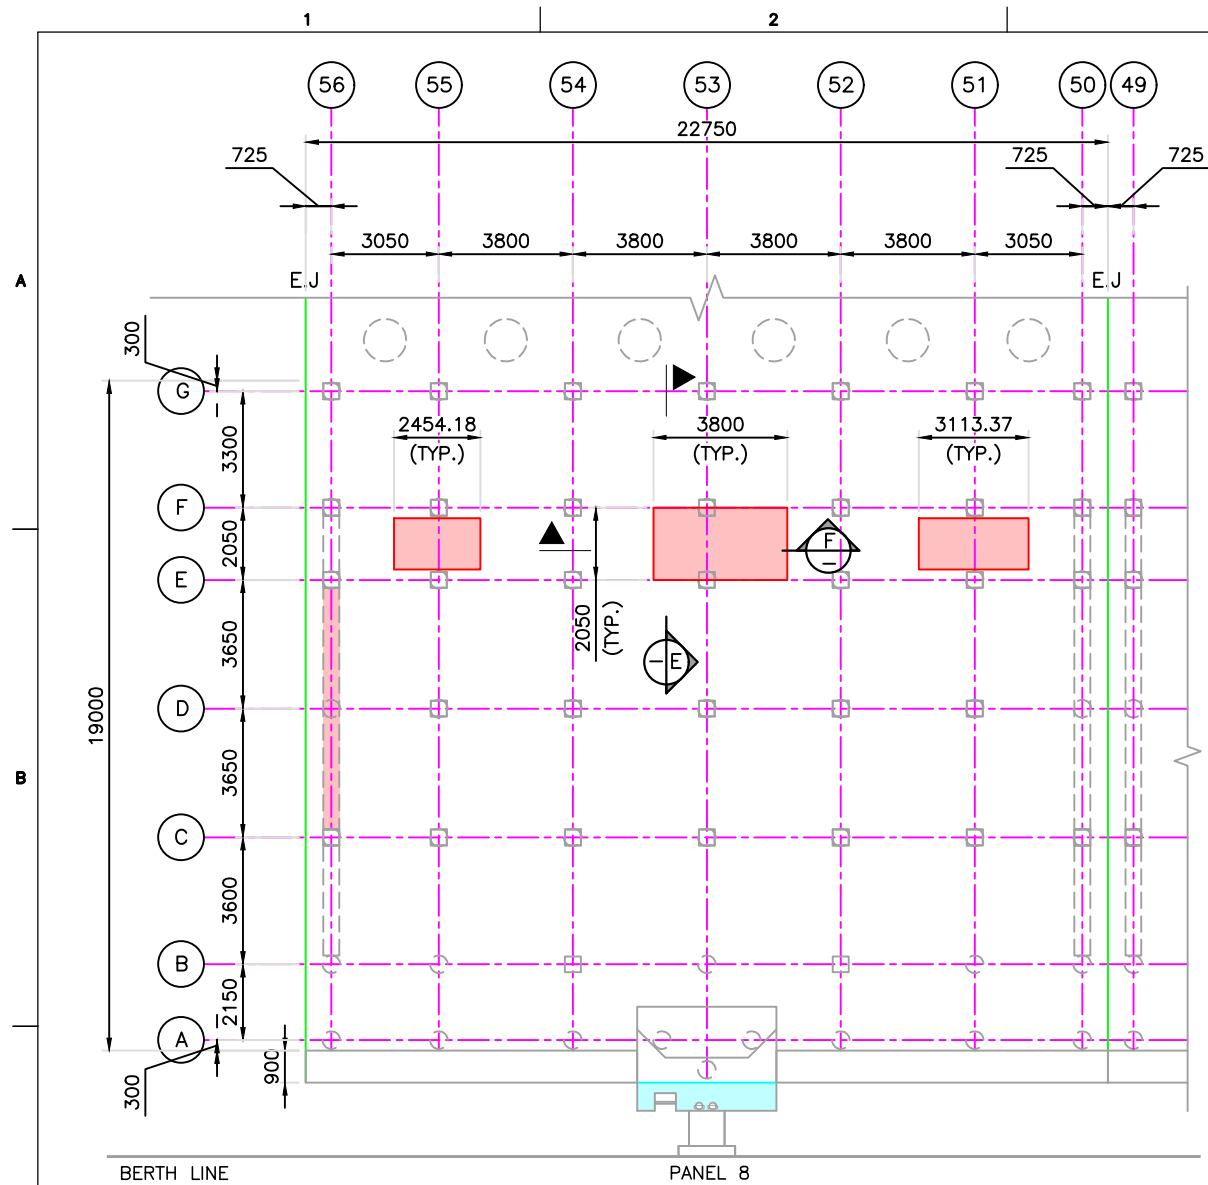 1 2
56 55 54 53 52 51 50 49
22750
725 725 725
3050 3800 3800 3800 3800 3050
A
E.J E.J
300
G
2454.18 3800 3113.37
(TYP.) (TYP.) (TYP.)
3300
F
2050
F
–
E
2050
(TYP.)
– E
3650
19000
D
B
3650
C
3600
B
2150
A
900
300
BERTH LINE PANEL 8